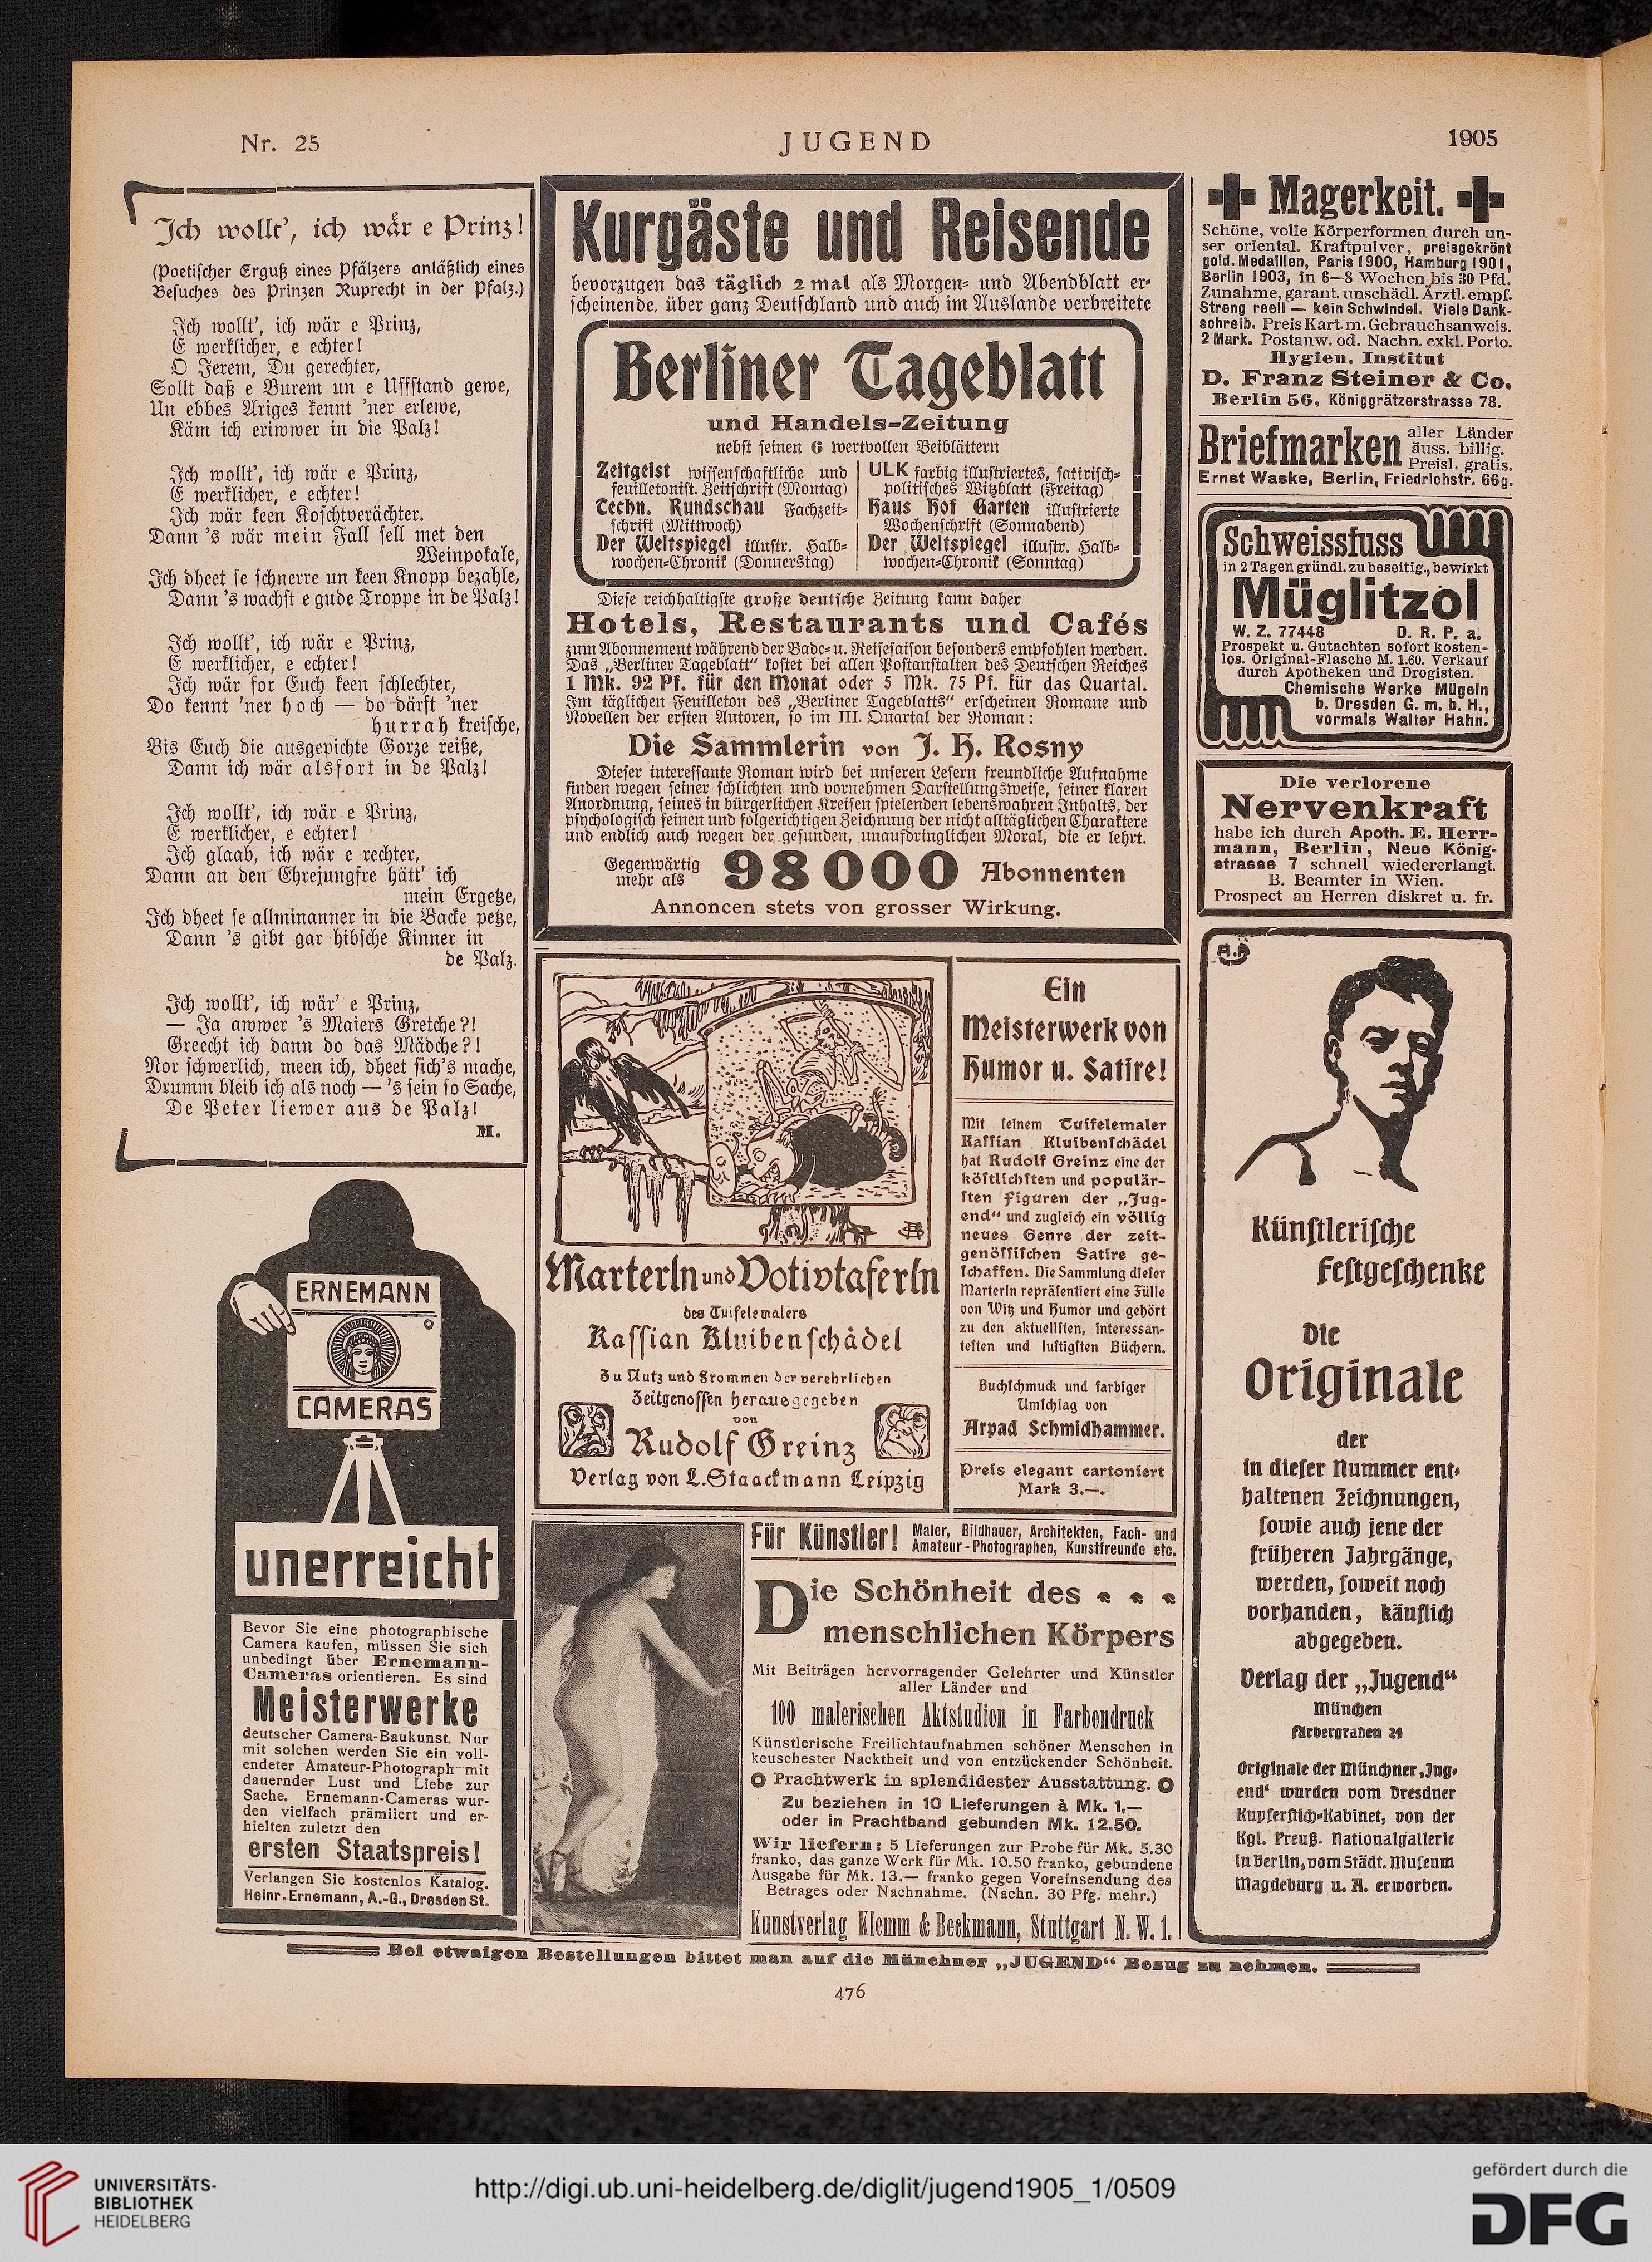 Nr. 25
JUGEND
1905
Ich wollt', ich wär e Prinz!
(Poetischer Erguß eines Pfälzers anläßlich eines
Besuches des Prinzen Ruprecht in der Pfalz.)
Ich wollt', ich wär e Prinz,
E werklicher, e echter!
O Jerem, Du gerechter,
Sollt daß e Burem un e Uffstand gewe,
Un ebbes Ariges kennt 'ner erlewe,
Käm ich eriwwer in die Palz!
Ich wollt', ich wär e Prinz,
E werklicher, e echter!
Ich wär keen Koschtverächter.
Dann 's wär mein Fall sell met den
Weinpokale,
Ich dheet se schnerre un keen Knopp bezahle,
Dann 's wachst e gude Troppe in de Palz!
Ich wollt', ich wär e Prinz,
E werklicher, e echter!
Ich wär for Euch keen schlechter,
Do kennt 'ner hoch — do därft 'ner
hurrah kreische,
Bis Euch die ausgepichte Gorze reiße,
Dann ich wär alsfort in de Palz!
Ich wollt', ich wär e Prinz,
E werklicher, e echter!
Ich glaab, ich wär e rechter,
Dann an den Ehrejungfre hätt' ich
mein Ergetze,
Ich dheet se allminanner in die Backe petze,
Dann 's gibt gar hibsche Kinner in
de Palz.
Ich wollt', ich wär' e Prinz,
— Ja awwer 's Maiers Gretche?!
Greecht ich dann do das Mädche?!
Nor schwerlich, meen ich, dheet sich's mache,
Drumm bleib ich als noch — 's sein so Sache,
De Peter liewer aus de Palz!
M.
ERNEMANN
CAMERAS
unerreicht
Bevor Sie eine photographische
Camera kaufen, müssen Sie sich
unbedingt über Ernemann-
Cameras orientieren. Es sind
Meisterwerke
deutscher Camera-Baukunst. Nur
mit solchen werden Sie ein voll-
endeter Amateur-Photograph mit
dauernder Lust und Liebe zur
Sache. Ernemann-Cameras wur-
den vielfach prämiiert und er-
hielten zuletzt den
ersten Staatspreis!
Verlangen Sie kostenlos Katalog.
Heinr. Ernemann, A.-G., Dresden St.
Kurgäste und Reisende
bevorzugen das täglich 2 mal als Morgen- und Abendblatt er-
scheinende, über ganz Deutschland und auch im Auslande verbreitete
Berliner Tageblatt
und Handels-Zeitung
nebst seinen 6 wertvollen Beiblättern
Zeitgeist wissenschaftliche und
feuilletonist. Zeitschrift (Montag)
Techn. Rundschau Fachzeit-
schrift (Mittwoch)
Der Weltspiegel illustr. Halb-
wochen-Chronik (Donnerstag)
ULK farbig illustriertes, satirisch-
politisches Witzblatt (Freitag)
Haus Hof Garten illustrierte
Wochenschrift (Sonnabend)
Der Weltspiegel illustr. Halb-
wochen-Chronik (Sonntag)
Diese reichhaltigste große deutsche Zeitung kann daher
Hotels, Restaurants und Cafés
zum Abonnement während der Bade- u. Reisesaison besonders empfohlen werden.
Das „Berliner Tageblatt“ kostet bei allen Postanstalten des Deutschen Reiches
1 Mk. 92 Pf. für den Monat oder 5 Mk. 75 Pf. für das Quartal.
Im täglichen Feuilleton des „Berliner Tageblatts“ erscheinen Romane und
Novellen der ersten Autoren, so im III. Quartal der Roman:
Die Sammlerin von J. H. Rosny
Dieser interessante Roman wird bei unseren Lesern freundliche Aufnahme
finden wegen seiner schlichten und vornehmen Darstellungsweise, seiner klaren
Anordnung, seines in bürgerlichen Kreisen spielenden lebenswahren Inhalts, der
psychologisch feinen und folgerichtigen Zeichnung der nicht alltäglichen Charaktere
und endlich auch wegen der gesunden, unaufdringlichen Moral, die er lehrt.
Gegenwärtig
mehr als 98000 Abonnenten
Annoncen stets von grosser Wirkung.
Marterln und Votivtaferln
des Tuifelemalers
Kassian Kluibenschädel
Zu Nutz und Frommen der verehrlichen
Zeitgenossen herausgegeben
von
Rudolf Greinz
Verlag von L. Staackmann Leipzig
Ein
Meisterwerk von
Humor u. Satire!
Mit seinem Tuifelemaler
Kassian Kluibenschädel
hat Rudolf Greinz eine der
köstlichsten und populär-
sten Figuren der „Jug-
end“ und zugleich ein völlig
neues Genre der zeit-
genössischen Satire ge-
schaffen. Die Sammlung dieser
Marterln repräsentiert eine Fülle
von Witz und Humor und gehört
zu den aktuellsten, interessan-
testen und lustigsten Büchern.
Buchschmuck und farbiger
Umschlag von
Arpad Schmidhammer.
Preis elegant cartoniert
Mark 3.—.
Für Künstler! Maler, Bildhauer, Architekten, Fach- und
Amateur-Photographen, Kunstfreunde etc.
Die Schönheit des
menschlichen Körpers
Mit Beiträgen hervorragender Gelehrter und Künstler
aller Länder und
100 malerischen Aktstudien in Farbendruck
Künstlerische Freilichtaufnahmen schöner Menschen in
keuschester Nacktheit und von entzückender Schönheit.
Prachtwerk in splendidester Ausstattung.
Zu beziehen in 10 Lieferungen à Mk. 1.—
oder in Prachtband gebunden Mk. 12.50.
Wir liefern: 5 Lieferungen zur Probe für Mk. 5.30
franko, das ganze Werk für Mk. 10.50 franko, gebundene
Ausgabe für Mk. 13.— franko gegen Voreinsendung des
Betrages oder Nachnahme. (Nachn. 30 Pfg. mehr.)
Kunstverlag Klemm & Beckmann, Stuttgart N. W. 1.
Magerkeit.
Schöne, volle Körperformen durch un-
ser oriental. Kraftpulver, preisgekrönt
gold. Medaillen, Paris 1900, Hamburg 1901,
Berlin 1903, in 6—8 Wochen bis 30 Pfd.
Zunahme, garant. unschädl. Ärztl. empf.
Streng reell — kein Schwindel. Viele Dank-
schreib. Preis Kart. m. Gebrauchsanweis.
2 Mark. Postanw. od. Nachn. exkl. Porto.
Hygien. Institut
D. Franz Steiner & Co.
Berlin 56, Königgrätzerstrasse 78.
Briefmarken aller Länder
äuss. billig.
Preisl. gratis.
Ernst Waske, Berlin, Friedrichstr. 66g.
Schweissfuss
in 2 Tagen gründl. zu beseitig., bewirkt
Müglitzol
W. Z. 77448 D. R. P. a.
Prospekt u. Gutachten sofort kosten-
los. Original-Flasche M. 1.60. Verkauf
durch Apotheken und Drogisten.
Chemische Werke Mügeln
b. Dresden G. m. b. H.,
vormals Walter Hahn.
Die verlorene
Nervenkraft
habe ich durch Apoth. E. Herr-
mann, Berlin, Neue König-
strasse 7 schnell wiedererlangt.
B. Beamter in Wien.
Prospect an Herren diskret u. fr.
Künstlerische
Festgeschenke
Die
Originale
der
in dieser Nummer ent-
haltenen Zeichnungen,
sowie auch jene der
früheren Jahrgänge,
werden, soweit noch
vorhanden, käuflich
abgegeben.
Verlag der „Jugend“
München
Färbergraben 24
Originale der Münchner ‚Jug-
end‘ wurden vom Dresdner
Kupferstich-Kabinet, von der
Kgl. Preuß. Nationalgallerie
in Berlin, vom Städt. Museum
Magdeburg u. A. erworben.
Bei etwaigen Bestellungen bittet man auf die Münchner „JUGEND“ Bezug zu nehmen.
476
UNIVERSITÄTS-
BIBLIOTHEK
HEIDELBERG
http://digi.ub.uni-heidelberg.de/diglit/jugend1905_1/0509
gefördert durch die
DFG